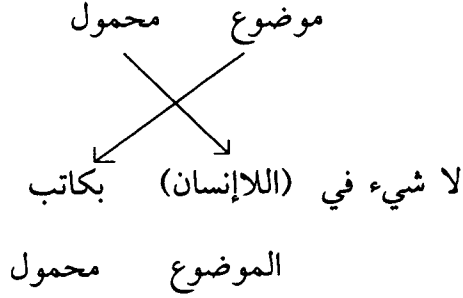 موضوع محمول
لا شيء في (اللاإنسان) بكاتب
الموضوع محمول